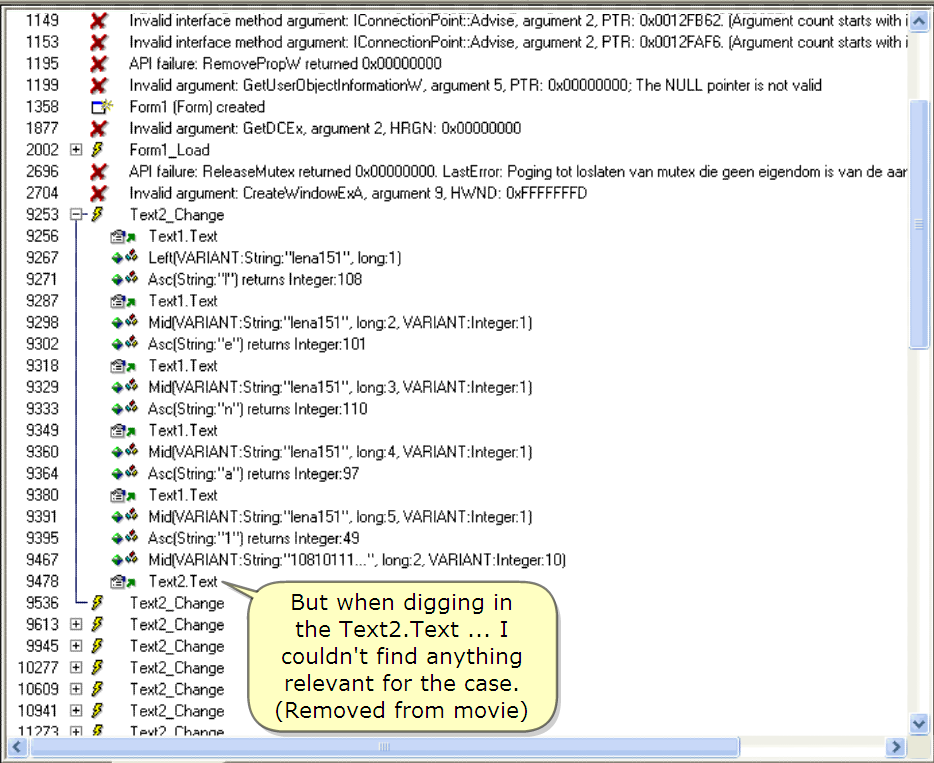 1149 Invalid interface method argument: IConnectionPoint::Advise, argument 2, PTR: 0x0012FB62. (Argument count starts with i
1153 Invalid interface method argument: IConnectionPoint::Advise, argument 2, PTR: 0x0012FAF6. (Argument count starts with i
1195 API failure: RemovePropW returned 0x00000000
1199 Invalid argument: GetUserObjectInformationW, argument 5, PTR: 0x00000000; The NULL pointer is not valid
1358 Form1 (Form) created
1877 Invalid argument: GetDCEx, argument 2, HRGN: 0x00000000
2002 Form1_Load
2696 API failure: ReleaseMutex returned 0x00000000. LastError: Poging tot loslaten van mutex die geen eigendom is van de aar
2704 Invalid argument: CreateWindowExA, argument 9, HWND: 0xFFFFFFFD
9253 Text2_Change
9256 Text1.Text
9267 Left(VARIANT:String:"lena151", long:1)
9271 Asc(String:"l") returns Integer:108
9287 Text1.Text
9298 Mid(VARIANT:String:"lena151", long:2, VARIANT:Integer:1)
9302 Asc(String:"e") returns Integer:101
9318 Text1.Text
9329 Mid(VARIANT:String:"lena151", long:3, VARIANT:Integer:1)
9333 Asc(String:"n") returns Integer:110
9349 Text1.Text
9360 Mid(VARIANT:String:"lena151", long:4, VARIANT:Integer:1)
9364 Asc(String:"a") returns Integer:97
9380 Text1.Text
9391 Mid(VARIANT:String:"lena151", long:5, VARIANT:Integer:1)
9395 Asc(String:"1") returns Integer:49
9467 Mid(VARIANT:String:"10810111...", long:2, VARIANT:Integer:10)
9478 Text2.Text
9536 Text2_Change
9613 Text2_Change
9945 Text2_Change
10277 Text2_Change
10609 Text2_Change
10941 Text2_Change
11273 Text2_Change
But when digging in
the Text2.Text ... I
couldn't find anything
relevant for the case.
(Removed from movie)